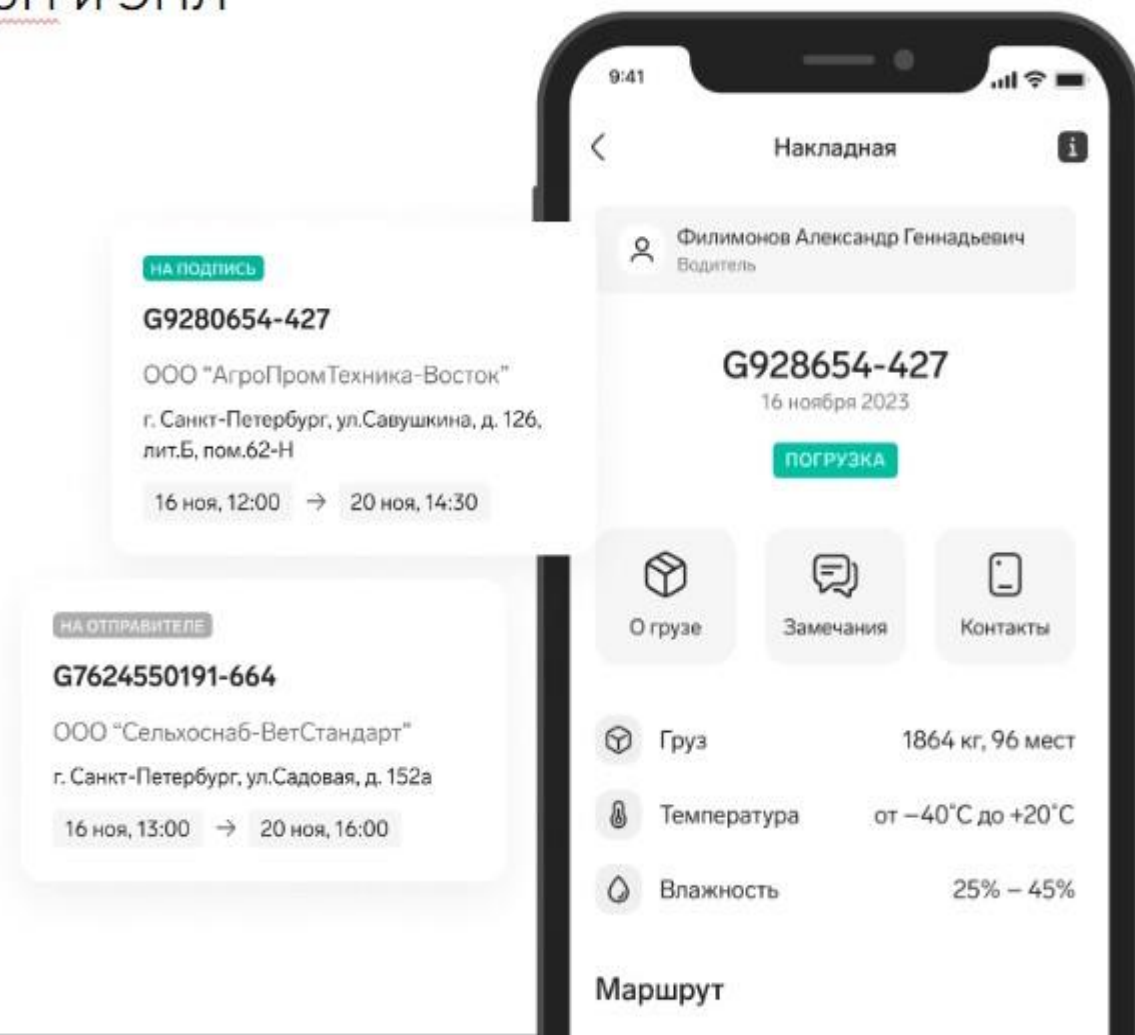 и ЭПЛ
9:41
Накладная
Филимонов Александр Геннадьевич
Водитель
G928654-427
16 ноября 2023
ПОГРУЗКА
О грузе
Замечания
Контакты
Груз
1864 кг, 96 мест
Температура
от –40°C до +20°C
Влажность
25% – 45%
Маршрут
НА ПОДПИСЬ
G9280654-427
ООО "АгроПромТехника-Восток"
г. Санкт-Петербург, ул.Савушкина, д. 126,
лит.Б, пом.62-Н
16 ноя, 12:00 → 20 ноя, 14:30
НА ОТПРАВИТЕЛЕ
G7624550191-664
ООО "Сельхоснаб-ВетСтандарт"
г. Санкт-Петербург, ул.Садовая, д. 152а
16 ноя, 13:00 → 20 ноя, 16:00